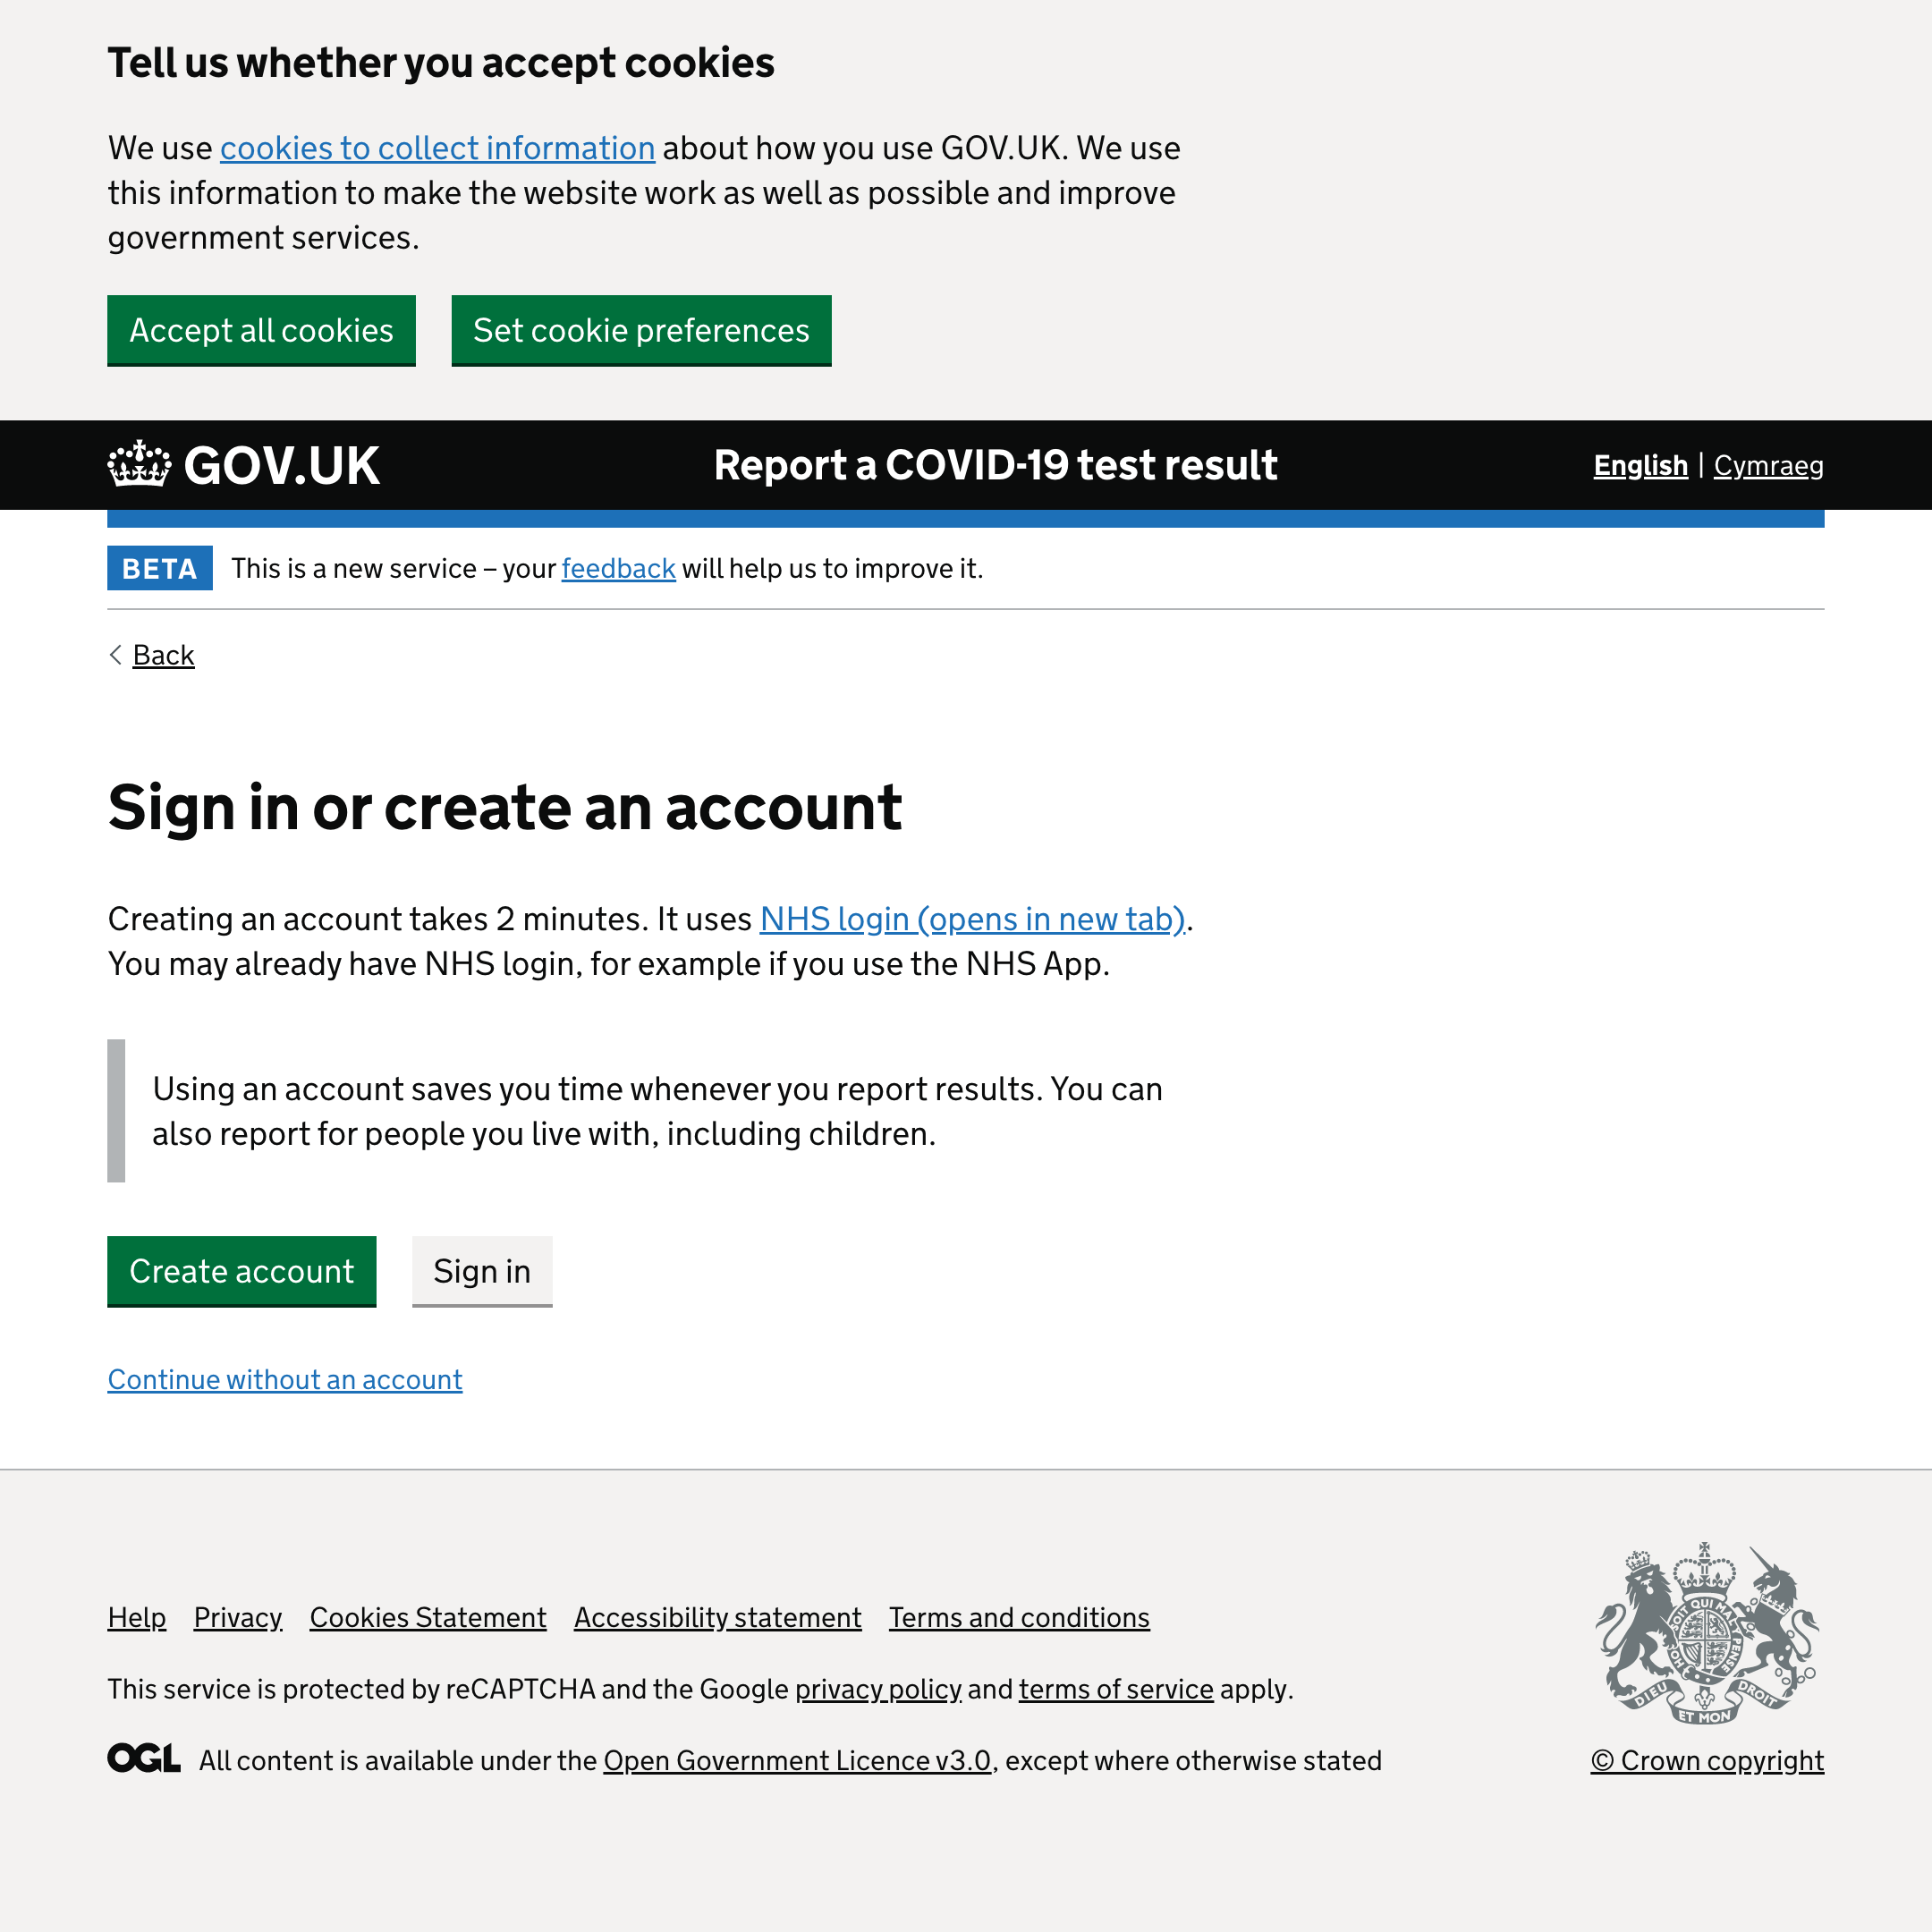 Tell us whether you accept cookies
We use cookies to collect information about how you use GOV.UK. We use
this information to make the website work as well as possible and improve
government services.
Accept all cookies
Set cookie preferences
GOV.UK
Report a COVID-19 test result
English | Cymraeg
BETA
This is a new service – your feedback will help us to improve it.
Back
Sign in or create an account
Creating an account takes 2 minutes. It uses NHS login (opens in new tab).
You may already have NHS login, for example if you use the NHS App.
Using an account saves you time whenever you report results. You can
also report for people you live with, including children.
Create account
Sign in
Continue without an account
Help
Privacy
Cookies Statement
Accessibility statement
Terms and conditions
This service is protected by reCAPTCHA and the Google privacy policy and terms of service apply.
OGL
All content is available under the Open Government Licence v3.0, except where otherwise stated
DIEU
ET MON
DROIT
© Crown copyright